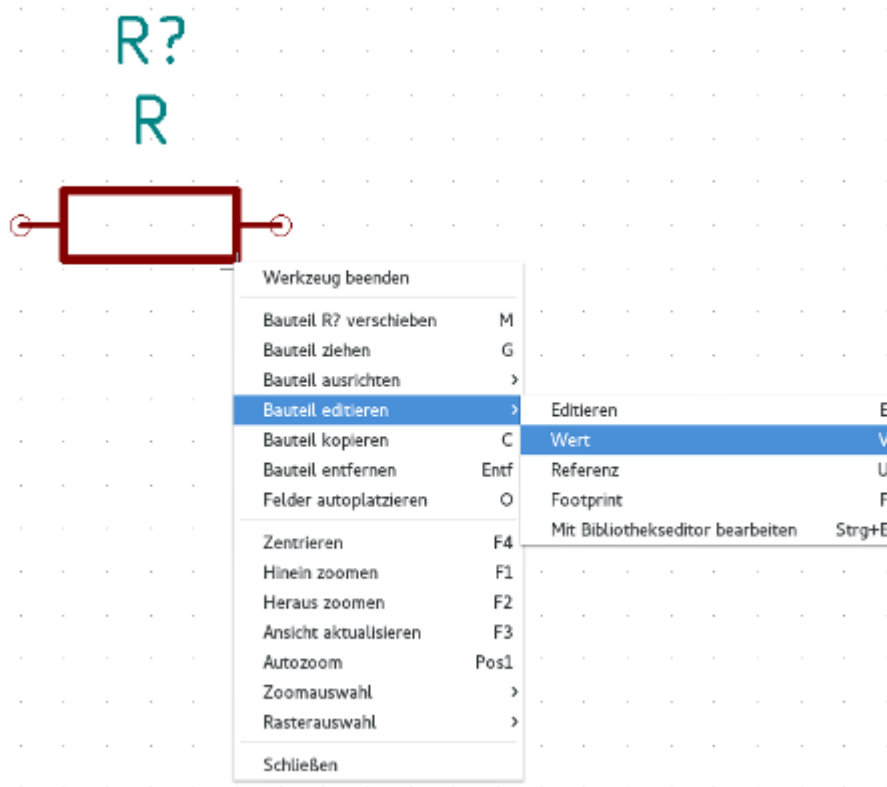 R?
R
Werkzeug beenden
Bauteil R? verschieben M
Bauteil ziehen G
Bauteil ausrichten >
Bauteil editieren >
Bauteil kopieren C
Bauteil entfernen Entf
Felder autoplatzieren O
Zentrieren F4
Hinein zoomen F1
Heraus zoomen F2
Ansicht aktualisieren F3
Autozoom Pos1
Zoomauswahl >
Rasterauswahl >
Schließen
Editieren E
Wert V
Referenz U
Footprint F
Mit Bibliothekseditor bearbeiten Strg+E